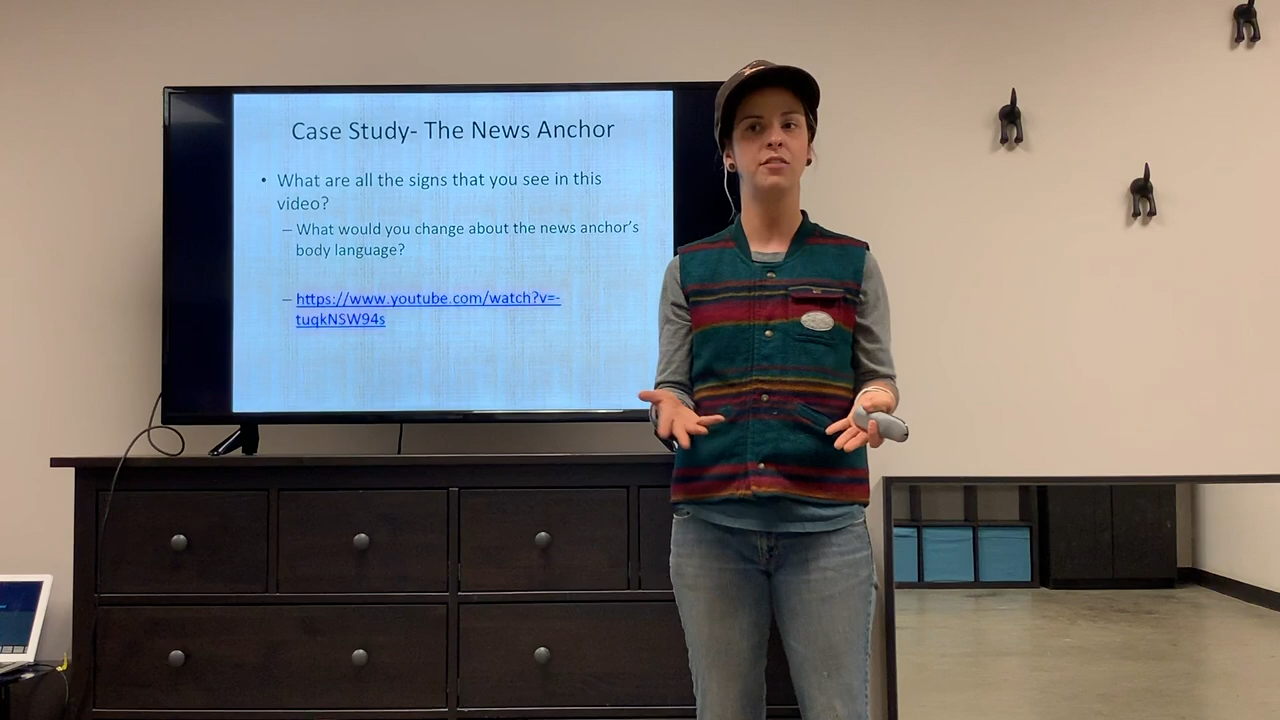 Case Study- The News Anchor
• What are all the signs that you see in this
video?
– What would you change about the news anchor's
body language?
– https://www.youtube.com/watch?v=-
tuqkNSW94s